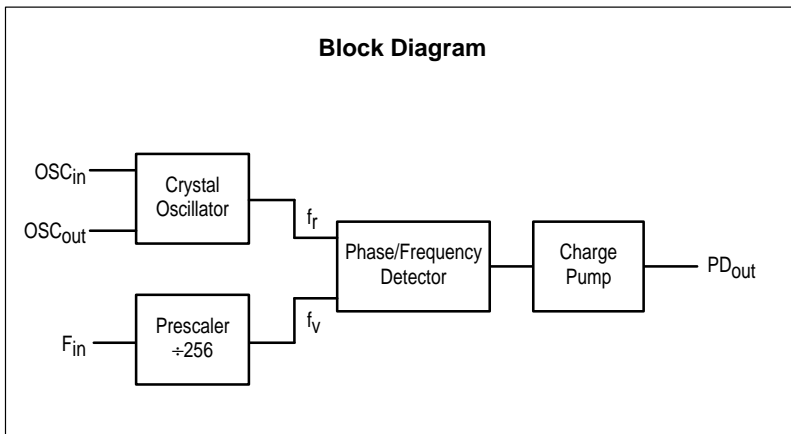 Block Diagram
OSCin
Crystal
Oscillator
OSCout
fr
Phase/Frequency
Detector
Charge
Pump
PDout
Fin
Prescaler
÷256
fv